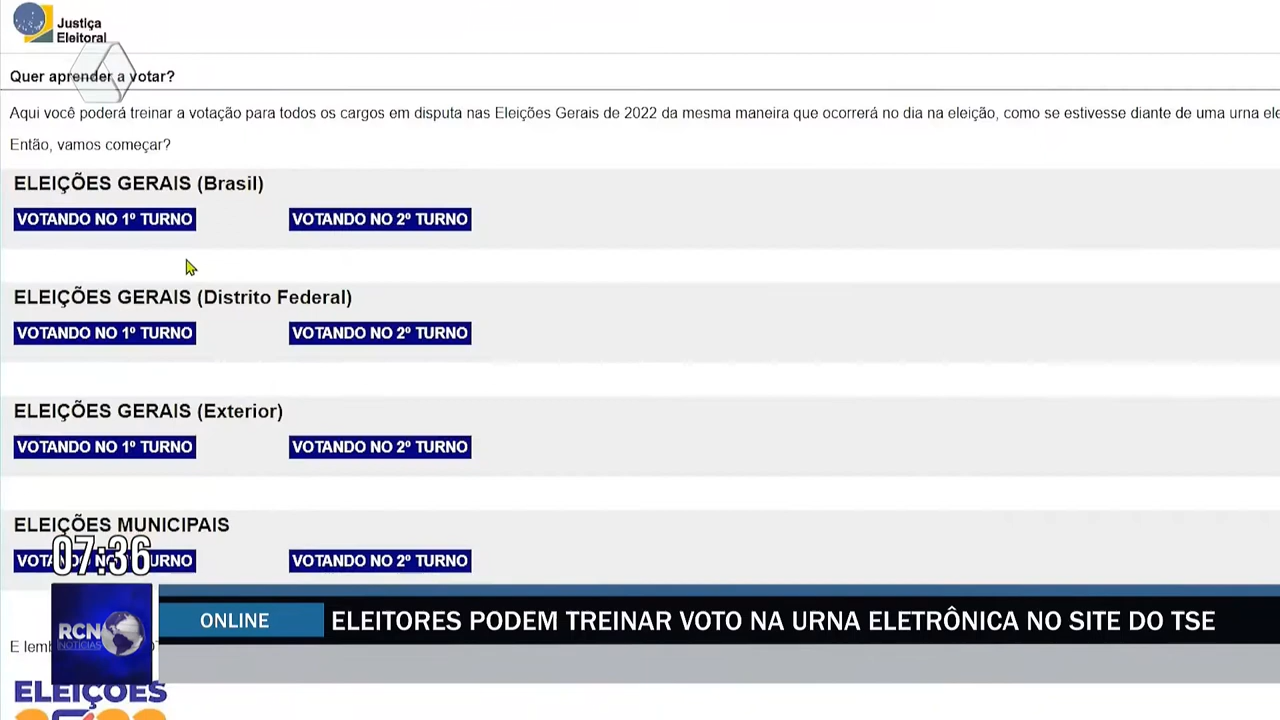 Justiça
Eleitoral
Quer aprender a votar?
Aqui você poderá treinar a votação para todos os cargos em disputa nas Eleições Gerais de 2022 da mesma maneira que ocorrerá no dia na eleição, como se estivesse diante de uma urna ele
Então, vamos começar?
ELEIÇÕES GERAIS (Brasil)
VOTANDO NO 1º TURNO VOTANDO NO 2º TURNO
ELEIÇÕES GERAIS (Distrito Federal)
VOTANDO NO 1º TURNO VOTANDO NO 2º TURNO
ELEIÇÕES GERAIS (Exterior)
VOTANDO NO 1º TURNO VOTANDO NO 2º TURNO
ELEIÇÕES MUNICIPAIS
VOTANDO NO 2º TURNO
07:36
ONLINE ELEITORES PODEM TREINAR VOTO NA URNA ELETRÔNICA NO SITE DO TSE
RCN
NOTÍCIAS
E lemb
ELEIÇÕES